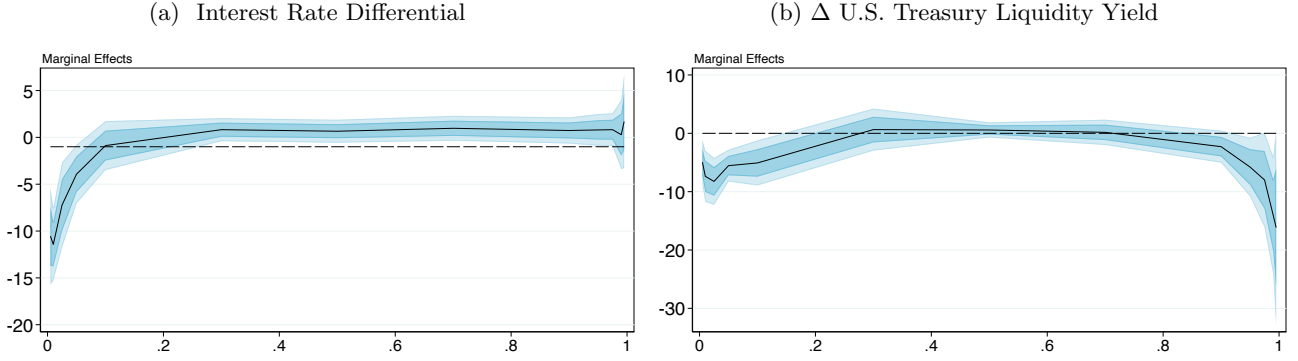 (a) Interest Rate Differential
Marginal Effects
5
0
-5
-10
-15
-20
0 .2 .4 .6 .8 1
(b) Δ U.S. Treasury Liquidity Yield
Marginal Effects
10
0
-10
-20
-30
0 .2 .4 .6 .8 1